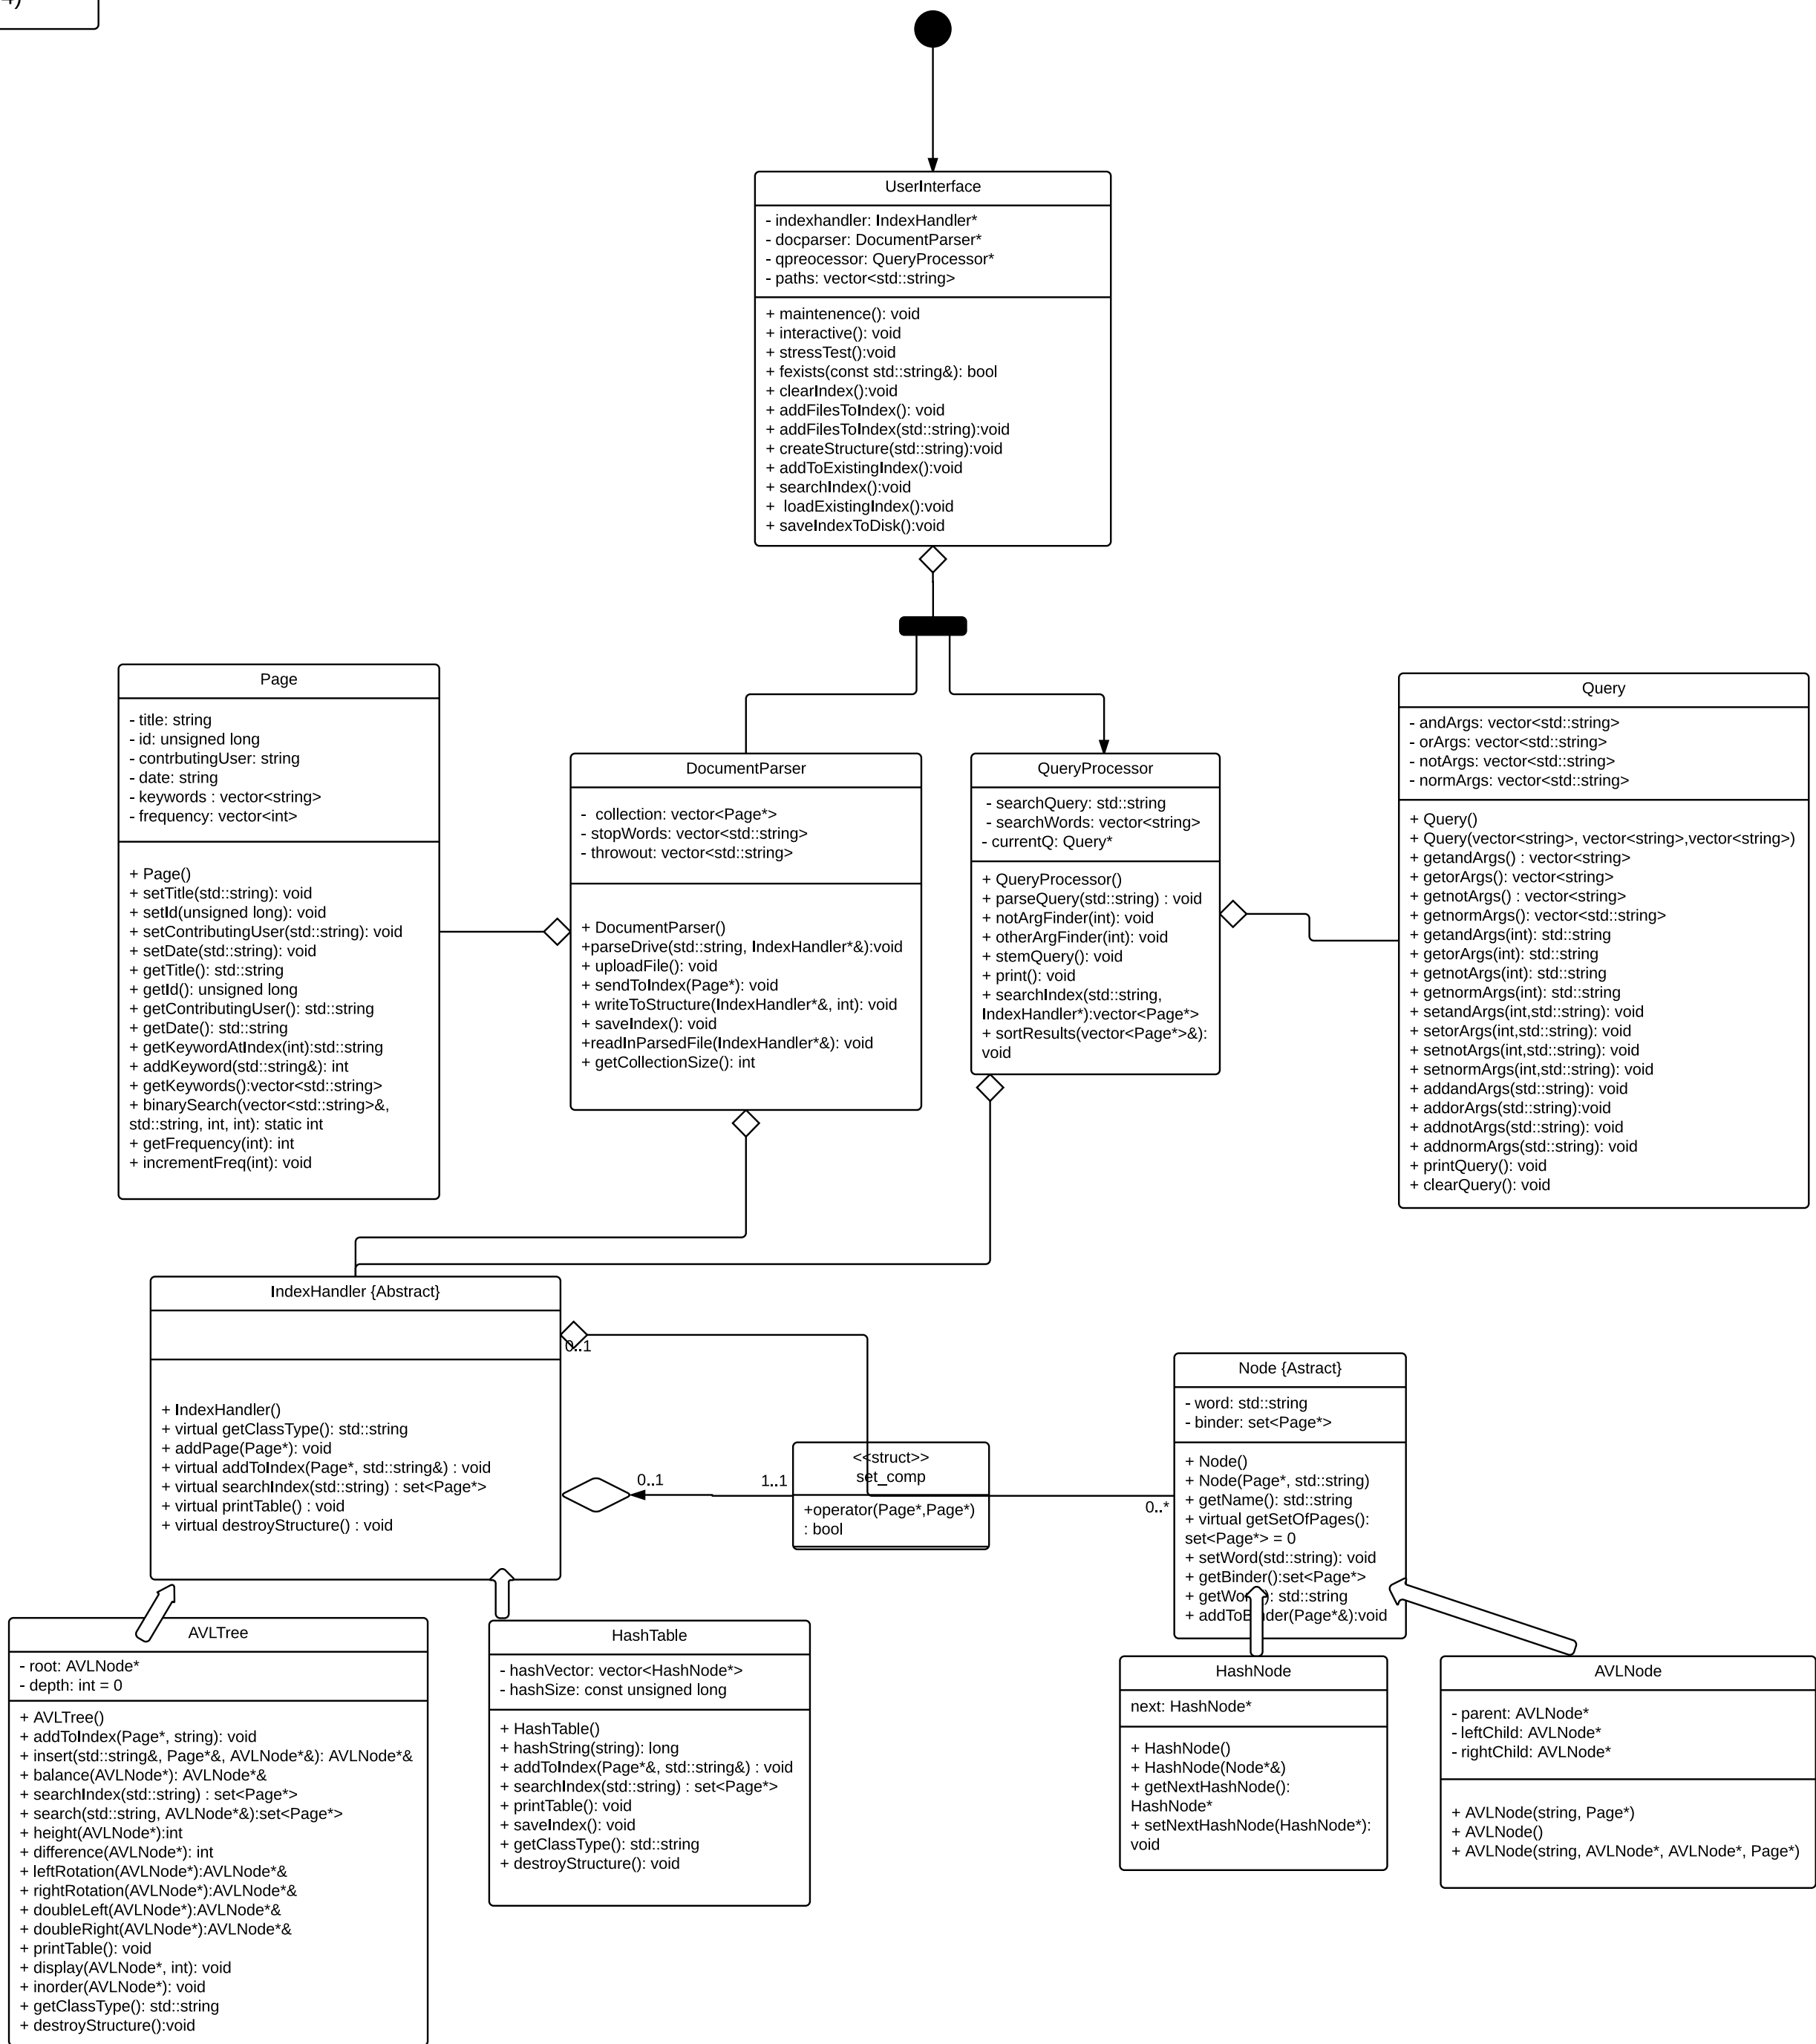 4)
UserInterface
- indexhandler: IndexHandler*
- docparser: DocumentParser*
- qpreocessor: QueryProcessor*
- paths: vector<std::string>
+ maintenence(): void
+ interactive(): void
+ stressTest():void
+ fexists(const std::string&): bool
+ clearIndex():void
+ addFilesToIndex(): void
+ addFilesToIndex(std::string):void
+ createStructure(std::string):void
+ addToExistingIndex():void
+ searchIndex():void
+  loadExistingIndex():void
+ saveIndexToDisk():void
Page
- title: string
- id: unsigned long
- contrbutingUser: string
- date: string
- keywords : vector<string>
- frequency: vector<int>
+ Page()
+ setTitle(std::string): void
+ setId(unsigned long): void
+ setContributingUser(std::string): void
+ setDate(std::string): void
+ getTitle(): std::string
+ getId(): unsigned long
+ getContributingUser(): std::string
+ getDate(): std::string
+ getKeywordAtIndex(int):std::string
+ addKeyword(std::string&): int
+ getKeywords():vector<std::string>
+ binarySearch(vector<std::string>&,
std::string, int, int): static int
+ getFrequency(int): int
+ incrementFreq(int): void
DocumentParser
-  collection: vector<Page*>
- stopWords: vector<std::string>
- throwout: vector<std::string>
+ DocumentParser()
+parseDrive(std::string, IndexHandler*&):void
+ uploadFile(): void
+ sendToIndex(Page*): void
+ writeToStructure(IndexHandler*&, int): void
+ saveIndex(): void
+readInParsedFile(IndexHandler*&): void
+ getCollectionSize(): int
QueryProcessor
- searchQuery: std::string
- searchWords: vector<string>
- currentQ: Query*
+ QueryProcessor()
+ parseQuery(std::string) : void
+ notArgFinder(int): void
+ otherArgFinder(int): void
+ stemQuery(): void
+ print(): void
+ searchIndex(std::string,
IndexHandler*):vector<Page*>
+ sortResults(vector<Page*>&):
void
Query
- andArgs: vector<std::string>
- orArgs: vector<std::string>
- notArgs: vector<std::string>
- normArgs: vector<std::string>
+ Query()
+ Query(vector<string>, vector<string>,vector<string>)
+ getandArgs() : vector<string>
+ getorArgs(): vector<string>
+ getnotArgs() : vector<string>
+ getnormArgs(): vector<std::string>
+ getandArgs(int): std::string
+ getorArgs(int): std::string
+ getnotArgs(int): std::string
+ getnormArgs(int): std::string
+ setandArgs(int,std::string): void
+ setorArgs(int,std::string): void
+ setnotArgs(int,std::string): void
+ setnormArgs(int,std::string): void
+ addandArgs(std::string): void
+ addorArgs(std::string):void
+ addnotArgs(std::string): void
+ addnormArgs(std::string): void
+ printQuery(): void
+ clearQuery(): void
IndexHandler {Abstract}
+ IndexHandler()
+ virtual getClassType(): std::string
+ addPage(Page*): void
+ virtual addToIndex(Page*, std::string&) : void
+ virtual searchIndex(std::string) : set<Page*>
+ virtual printTable() : void
+ virtual destroyStructure() : void
0..1
0..1
1..1
<<struct>>
set_comp
+operator(Page*,Page*)
: bool
0..*
Node {Astract}
- word: std::string
- binder: set<Page*>
+ Node()
+ Node(Page*, std::string)
+ getName(): std::string
+ virtual getSetOfPages():
set<Page*> = 0
+ setWord(std::string): void
+ getBinder():set<Page*>
+ getWord(): std::string
+ addToBinder(Page*&):void
AVLTree
- root: AVLNode*
- depth: int = 0
+ AVLTree()
+ addToIndex(Page*, string): void
+ insert(std::string&, Page*&, AVLNode*&): AVLNode*&
+ balance(AVLNode*): AVLNode*&
+ searchIndex(std::string) : set<Page*>
+ search(std::string, AVLNode*&):set<Page*>
+ height(AVLNode*):int
+ difference(AVLNode*): int
+ leftRotation(AVLNode*):AVLNode*&
+ rightRotation(AVLNode*):AVLNode*&
+ doubleLeft(AVLNode*):AVLNode*&
+ doubleRight(AVLNode*):AVLNode*&
+ printTable(): void
+ display(AVLNode*, int): void
+ inorder(AVLNode*): void
+ getClassType(): std::string
+ destroyStructure():void
HashTable
- hashVector: vector<HashNode*>
- hashSize: const unsigned long
+ HashTable()
+ hashString(string): long
+ addToIndex(Page*&, std::string&) : void
+ searchIndex(std::string) : set<Page*>
+ printTable(): void
+ saveIndex(): void
+ getClassType(): std::string
+ destroyStructure(): void
HashNode
next: HashNode*
+ HashNode()
+ HashNode(Node*&)
+ getNextHashNode():
HashNode*
+ setNextHashNode(HashNode*):
void
AVLNode
- parent: AVLNode*
- leftChild: AVLNode*
- rightChild: AVLNode*
+ AVLNode(string, Page*)
+ AVLNode()
+ AVLNode(string, AVLNode*, AVLNode*, Page*)